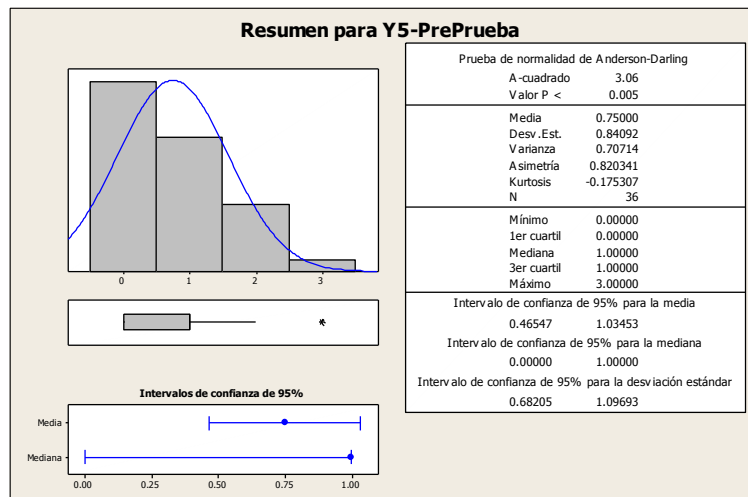 Resumen para Y5-PrePrueba
0 1 2 3
Intervalos de confianza de 95%
Media
Mediana
0.00 0.25 0.50 0.75 1.00
Prueba de normalidad de Anderson-Darling
A-cuadrado 3.06
Valor P < 0.005
Media 0.75000
Desv.Est. 0.84092
Varianza 0.70714
Asimetría 0.820341
Kurtosis -0.175307
N 36
Mínimo 0.00000
1er cuartil 0.00000
Mediana 1.00000
3er cuartil 1.00000
Máximo 3.00000
Intervalo de confianza de 95% para la media
0.46547 1.03453
Intervalo de confianza de 95% para la mediana
0.00000 1.00000
Intervalo de confianza de 95% para la desviación estándar
0.68205 1.09693